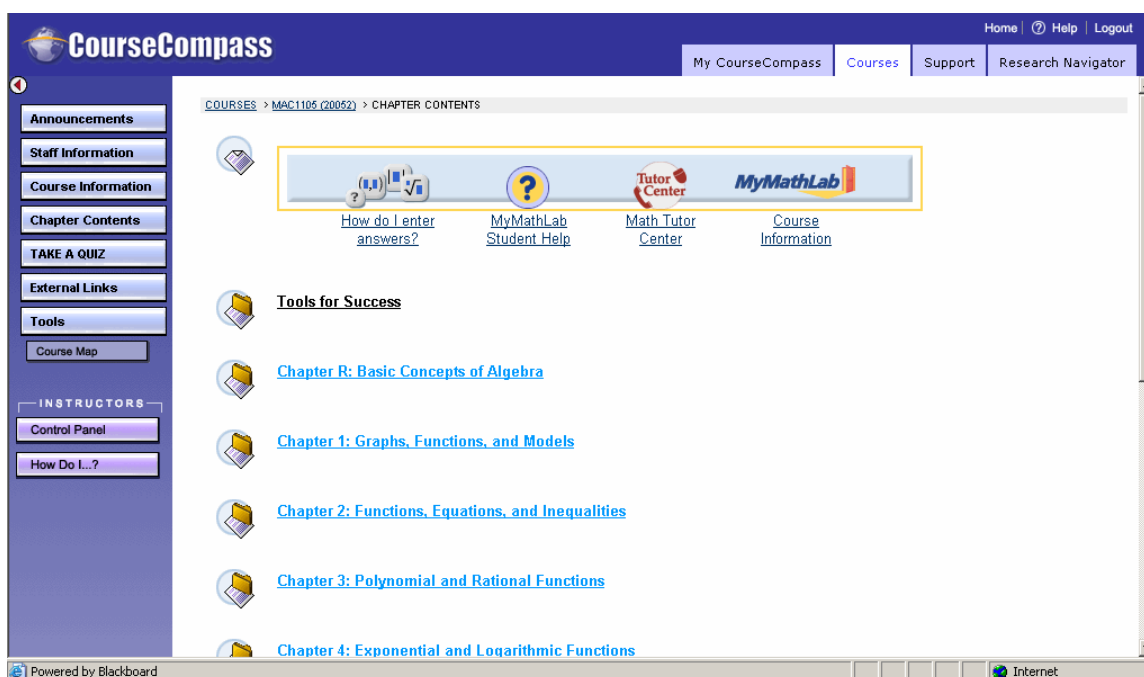 CourseCompass
Home | ? Help | Logout
My CourseCompass
Courses
Support
Research Navigator
Announcements
Staff Information
Course Information
Chapter Contents
TAKE A QUIZ
External Links
Tools
Course Map
INSTRUCTORS
Control Panel
How Do I...?
COURSES > MAC1105 (20052) > CHAPTER CONTENTS
Tutor
Center
MyMathLab
How do I enter
answers?
MyMathLab
Student Help
Math Tutor
Center
Course
Information
Tools for Success
Chapter R: Basic Concepts of Algebra
Chapter 1: Graphs, Functions, and Models
Chapter 2: Functions, Equations, and Inequalities
Chapter 3: Polynomial and Rational Functions
Chapter 4: Exponential and Logarithmic Functions
Powered by Blackboard
Internet